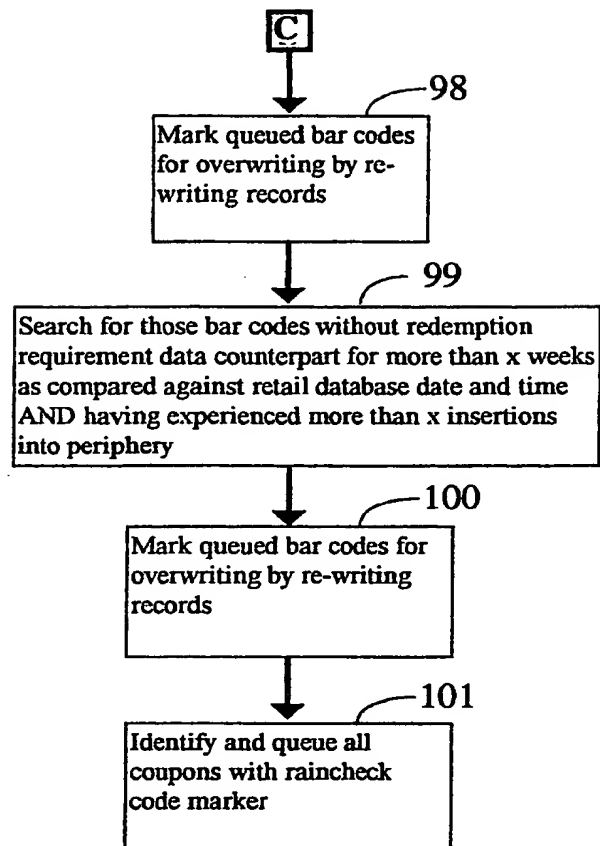 C
98
Mark queued bar codes
for overwriting by re-
writing records
99
Search for those bar codes without redemption
requirement data counterpart for more than x weeks
as compared against retail database date and time
AND having experienced more than x insertions
into periphery
100
Mark queued bar codes for
overwriting by re-writing
records
101
Identify and queue all
coupons with raincheck
code marker